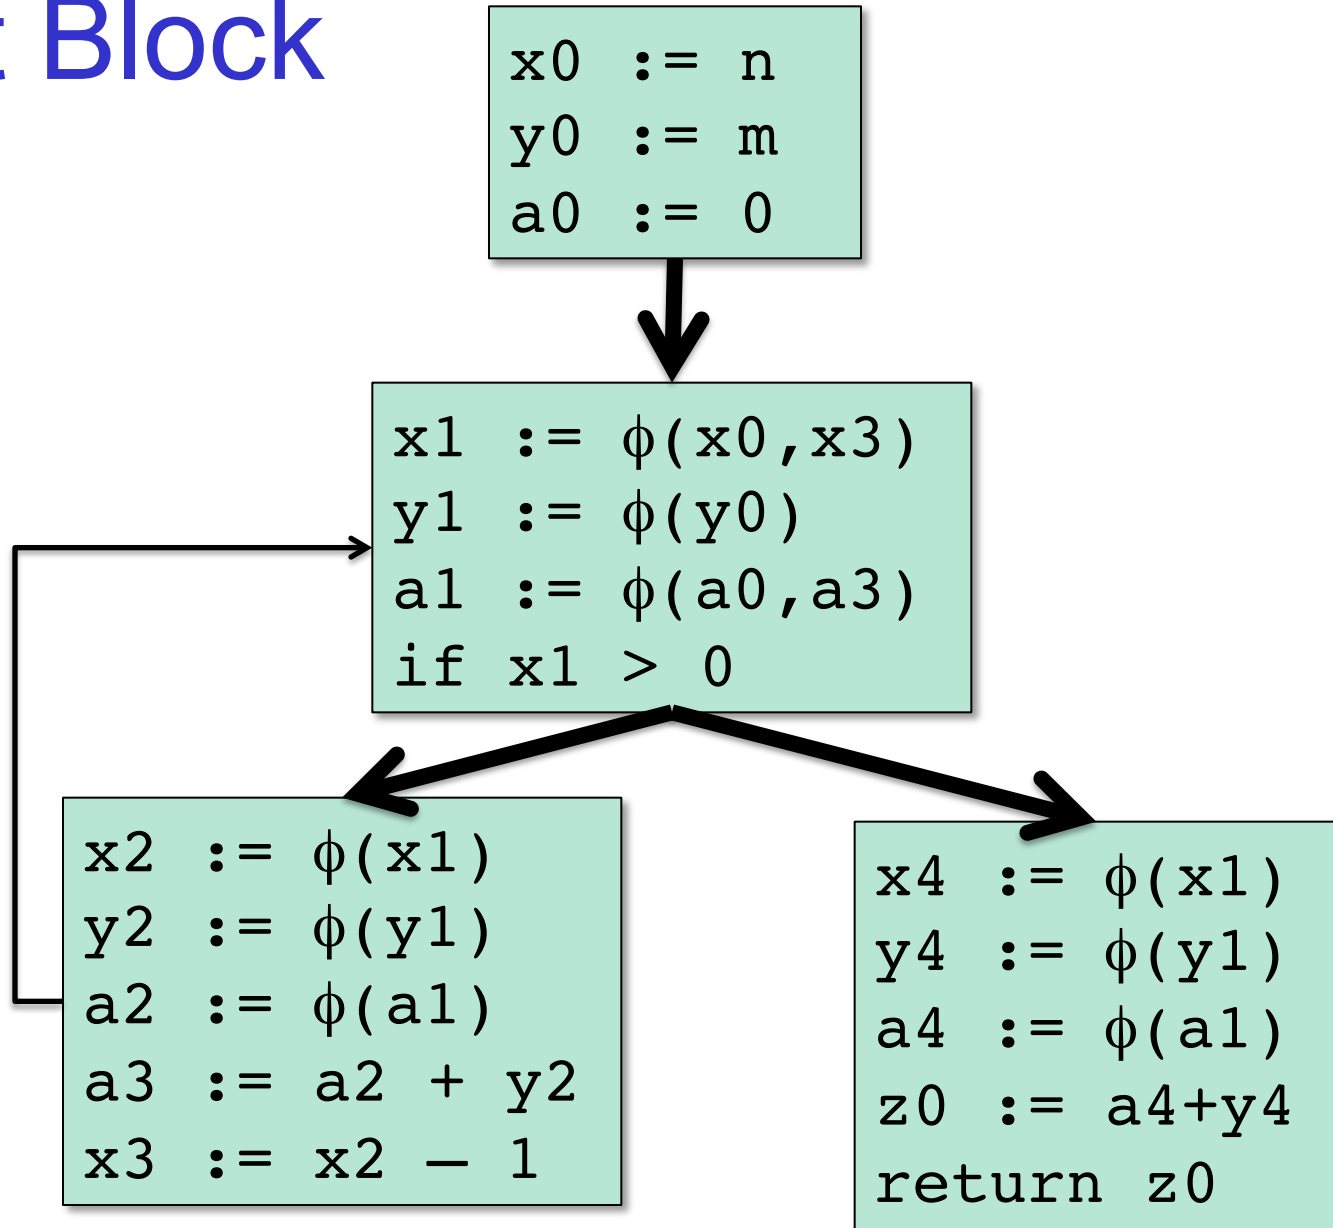 Block
x0 := n
y0 := m
a0 := 0
x1 := ϕ(x0,x3)
y1 := ϕ(y0)
a1 := ϕ(a0,a3)
if x1 > 0
x2 := ϕ(x1)
y2 := ϕ(y1)
a2 := ϕ(a1)
a3 := a2 + y2
x3 := x2 – 1
x4 := ϕ(x1)
y4 := ϕ(y1)
a4 := ϕ(a1)
z0 := a4+y4
return z0